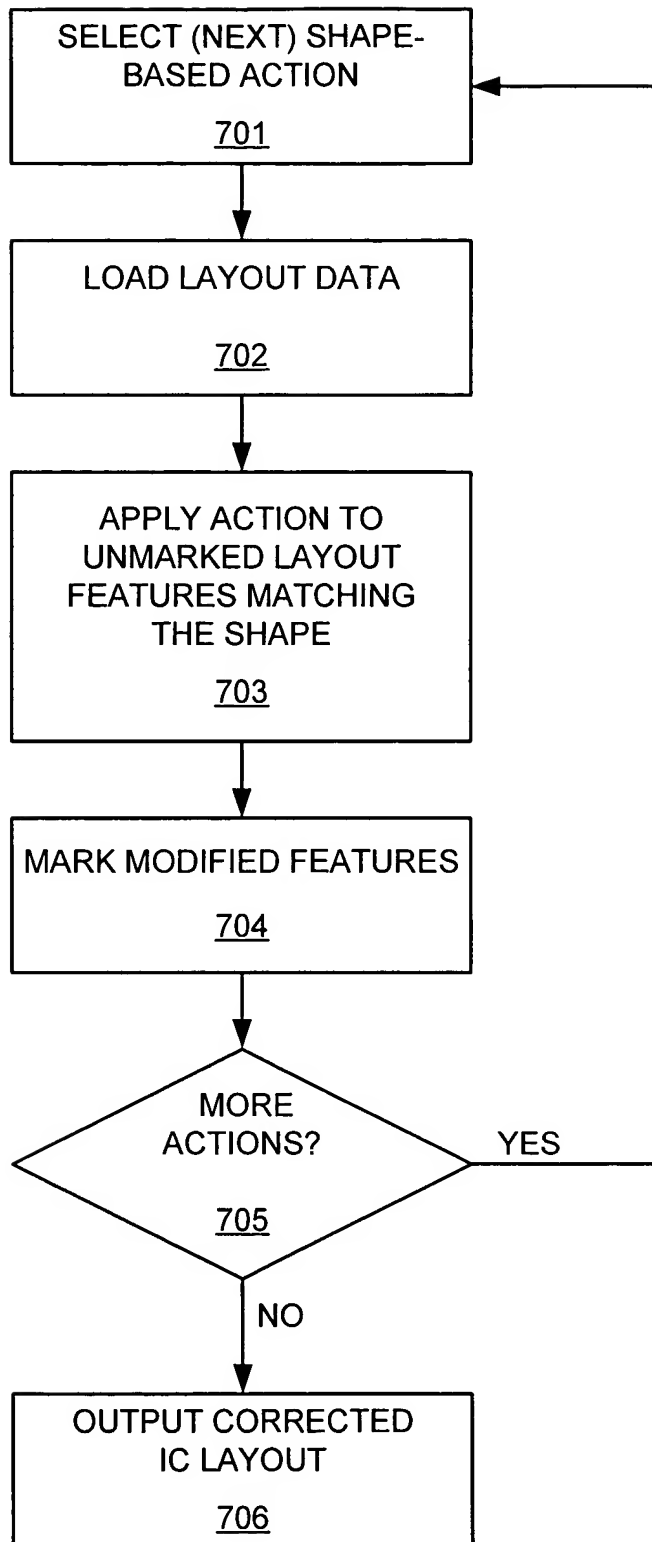 SELECT (NEXT) SHAPE-
BASED ACTION
701
LOAD LAYOUT DATA
702
APPLY ACTION TO
UNMARKED LAYOUT
FEATURES MATCHING
THE SHAPE
703
MARK MODIFIED FEATURES
704
MORE
ACTIONS?
705
YES
NO
OUTPUT CORRECTED
IC LAYOUT
706